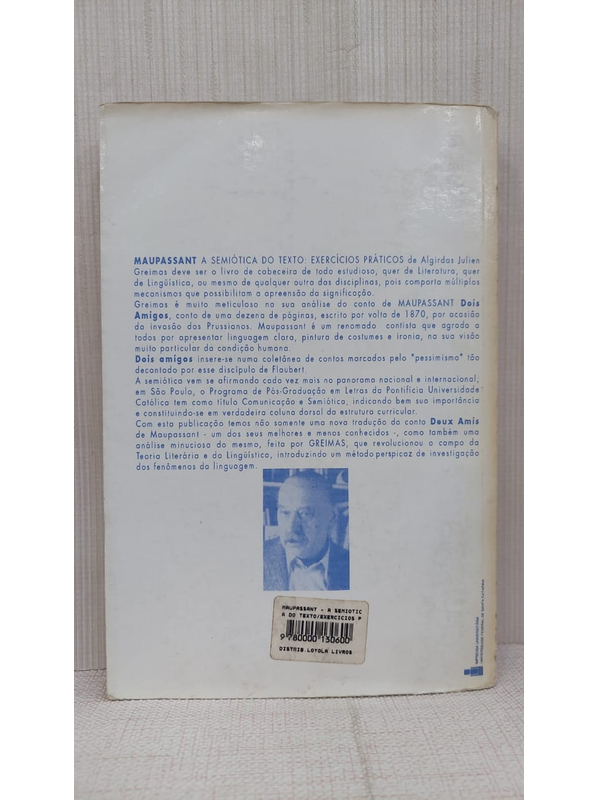 MAUPASSANT A SEMIÓTICA DO TEXTO: EXERCÍCIOS PRÁTICOS de Algirdas Julien
Greimas deve ser o livro de cabeceira de todo estudioso, quer de Literatura, quer
de Lingüística, ou mesmo de qualquer outra das disciplinas, pois comporta múltiplos
mecanismos que possibilitam a apreensão da significação.
Greimas é muito meticuloso na sua análise do conto de MAUPASSANT Dois
Amigos, conto de uma dezena de páginas, escrito por volta de 1870, por ocasião
da invasão dos Prussianos. Maupassant é um renomado contista que agrada a
todos por apresentar linguagem clara, pintura de costumes e ironia, na sua visão
muito particular da condição humana.
Dois amigos insere-se numa coletânea de contos marcados pelo "pessimismo" tão
decantado por esse discípulo de Flaubert.
A semiótica vem se afirmando cada vez mais no panorama nacional e internacional;
em São Paulo, o Programa de Pós-Graduação em Letras da Pontifícia Universidade
Católica tem como título Comunicação e Semiótica, indicando bem sua importância
e constituindo-se em verdadeira coluna dorsal da estrutura curricular.
Com esta publicação temos não somente uma nova tradução do conto Deux Amis
de Maupassant - um dos seus melhores e menos conhecidos -, como também uma
análise minuciosa do mesmo, feita por GREIMAS, que revolucionou o campo da
Teoria Literária e da Lingüística, introduzindo um método perspicaz de investigação
dos fenômenos da linguagem.
MAUPASSANT - A SEMIOTIC
A DO TEXTO/EXERCICIOS P
9 780000 130600
DISTRIB.LOYOLA LIVROS
IMPRENSA UNIVERSITÁRIA
UNIVERSIDADE FEDERAL DE SANTA CATARINA